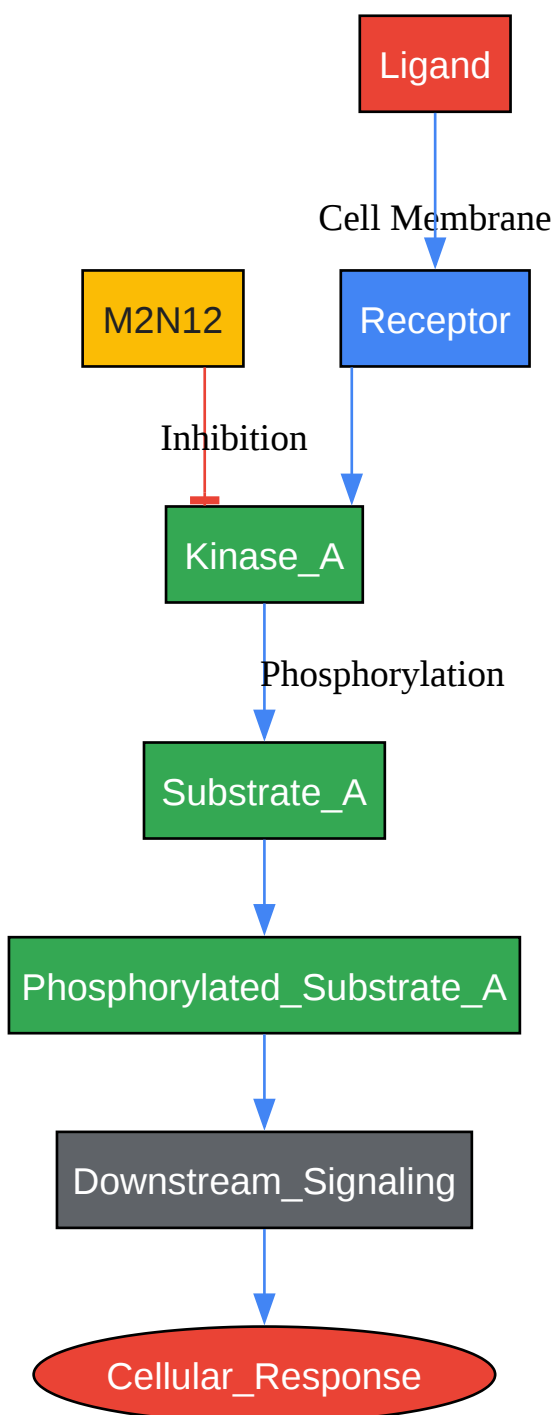 Ligand
Cell Membrane
M2N12
Receptor
Inhibition
Kinase_A
Phosphorylation
Substrate_A
Phosphorylated_Substrate_A
Downstream_Signaling
Cellular_Response